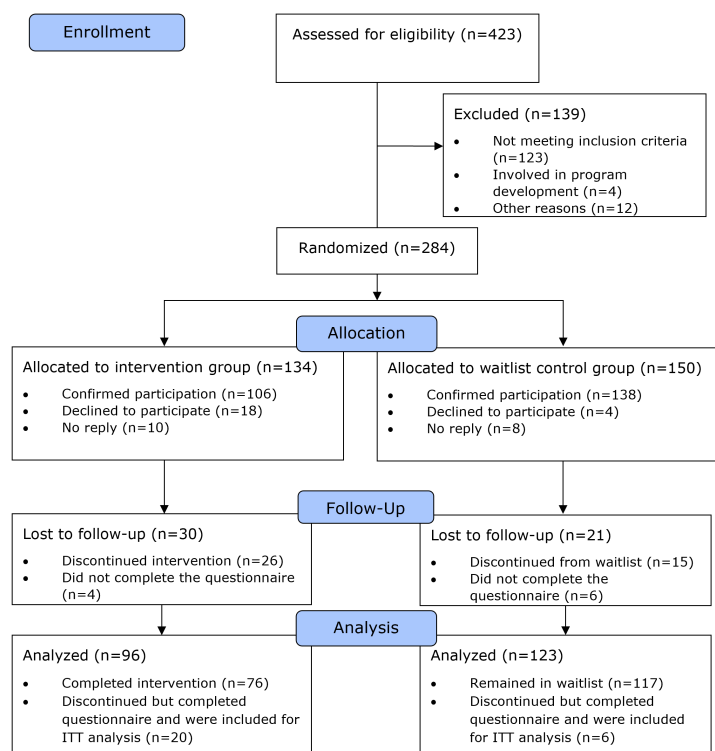 Enrollment
Assessed for eligibility (n=423)
Excluded (n=139)
• Not meeting inclusion criteria
(n=123)
• Involved in program
development (n=4)
• Other reasons (n=12)
Randomized (n=284)
Allocation
Allocated to intervention group (n=134)
• Confirmed participation (n=106)
• Declined to participate (n=18)
• No reply (n=10)
Allocated to waitlist control group (n=150)
• Confirmed participation (n=138)
• Declined to participate (n=4)
• No reply (n=8)
Follow-Up
Lost to follow-up (n=30)
• Discontinued intervention (n=26)
• Did not complete the questionnaire
(n=4)
Lost to follow-up (n=21)
• Discontinued from waitlist (n=15)
• Did not complete the
questionnaire (n=6)
Analysis
Analyzed (n=96)
• Completed intervention (n=76)
• Discontinued but completed
questionnaire and were included for
ITT analysis (n=20)
Analyzed (n=123)
• Remained in waitlist (n=117)
• Discontinued but completed
questionnaire and were included
for ITT analysis (n=6)